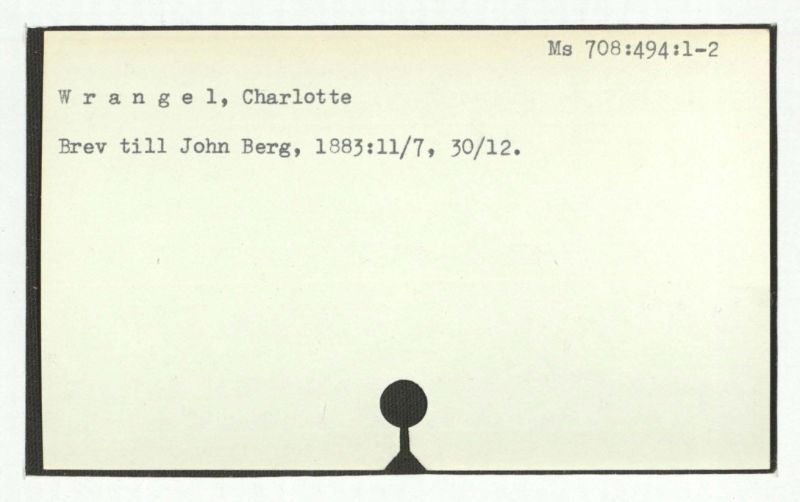 Ms 708:494:1-2
W r a n g e l, Charlotte
Brev till John Berg, 1883:11/7, 30/12.